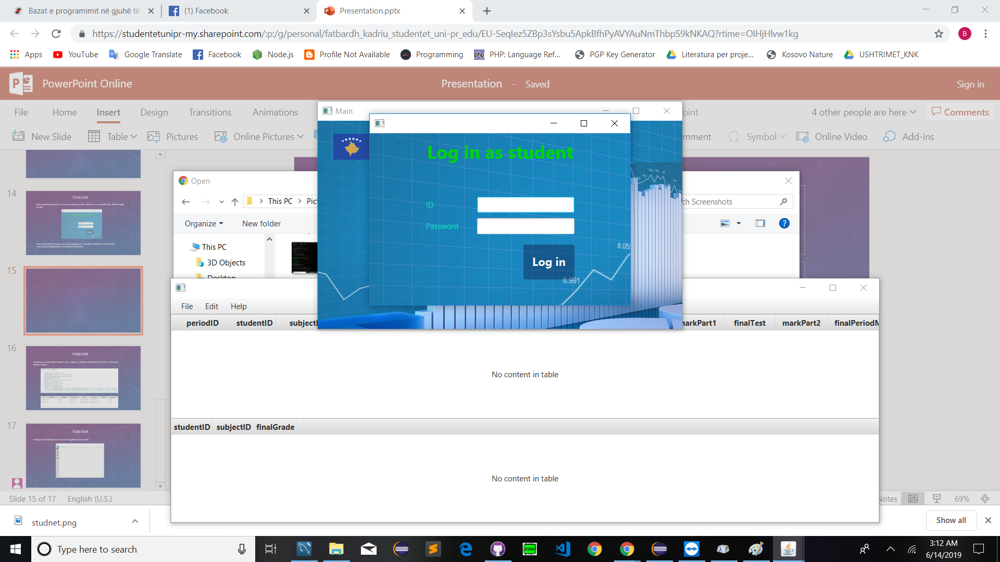 Bazat e programimit në gjuhë të
(1) Facebook
Presentation.pptx
https://studentetunipr-my.sharepoint.com/:p:/g/personal/fatbardh_kadriu_studentet_uni-pr_edu/EU-SeqIez5ZBp3sYsbu5ApkBfhPyAVYAuNmThbpS9kNKAQ?rtime=OIHjHlvw1kg
B
Apps
YouTube
Google Translate
Facebook
Node.js
Profile Not Available
Programming
PHP: Language Ref...
PGP Key Generator
Literatura per proje...
Kosovo Nature
USHTRIMET_KNK
PowerPoint Online
Presentation - Saved
Sign in
File
Home
Insert
Design
Transitions
Animations
Main
oint
4 other people are here
Comments
New Slide
Table
Pictures
Online Pictures
mment
Symbol
Online Video
Add-ins
Log in as student
ID
Password
Log in
8.05
6.991
Open
This PC
Pict
ch Screenshots
Organize
New folder
This PC
3D Objects
Desktop
14
TEACHER
15
16
TEACHER
17
TEACHER
File
Edit
Help
periodID
studentID
subjectI
markPart1
finalTest
markPart2
finalPeriodM
No content in table
studentID
subjectID
finalGrade
No content in table
Slide 15 of 17
English (U.S.)
Notes
69%
studnet.png
Show all
Type here to search
3:12 AM
6/14/2019